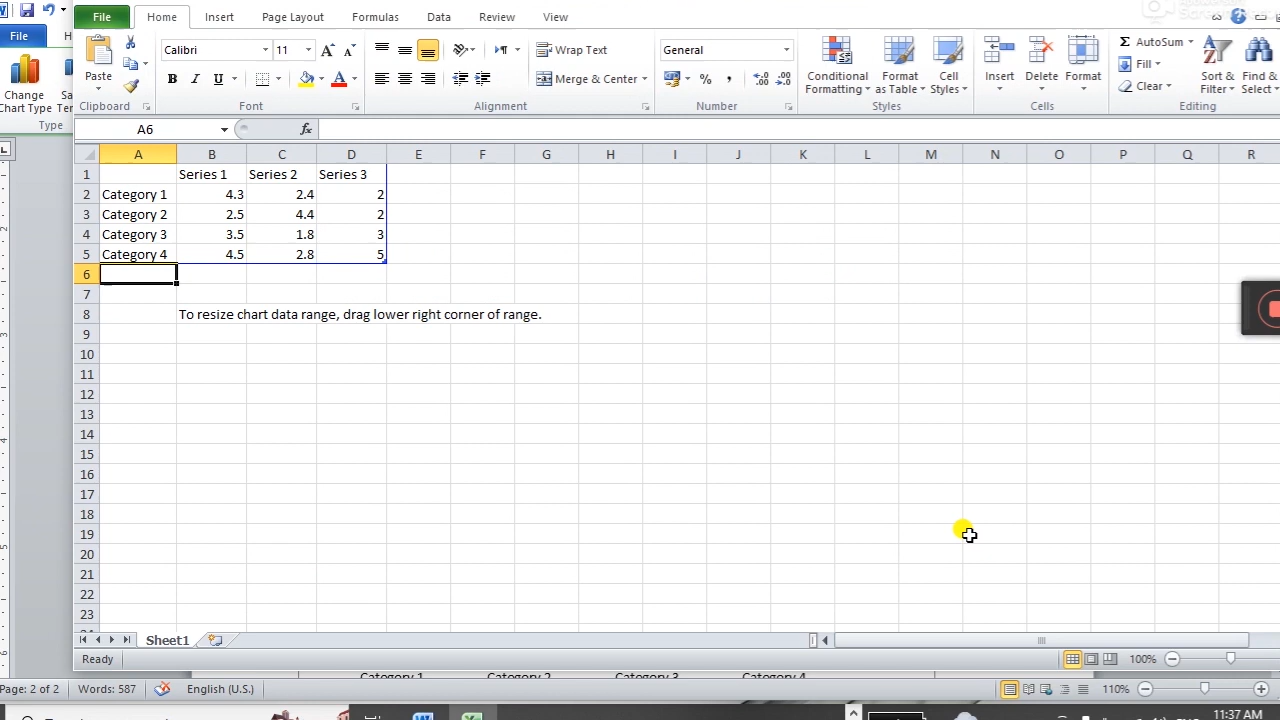 File
Home Insert Page Layout Formulas Data Review View
File
H
Calibri 11 Wrap Text General AutoSum
Paste B I U Merge & Center % , Conditional Formatting Format as Table Cell Styles Insert Delete Format Fill Clear Sort & Filter Find & Select
Change Chart Type
Type
Clipboard Font Alignment Number Styles Cells Editing
A6 fx
A B C D E F G H I J K L M N O P Q R
1 Series 1 Series 2 Series 3
2 Category 1 4.3 2.4 2
3 Category 2 2.5 4.4 2
4 Category 3 3.5 1.8 3
5 Category 4 4.5 2.8 5
6
7
8 To resize chart data range, drag lower right corner of range.
9
10
11
12
13
14
15
16
17
18
19
20
21
22
23
Sheet1
Ready 100%
Category 1 Category 2 Category 3 Category 4
Page: 2 of 2 Words: 587 English (U.S.) 110%
11:37 AM